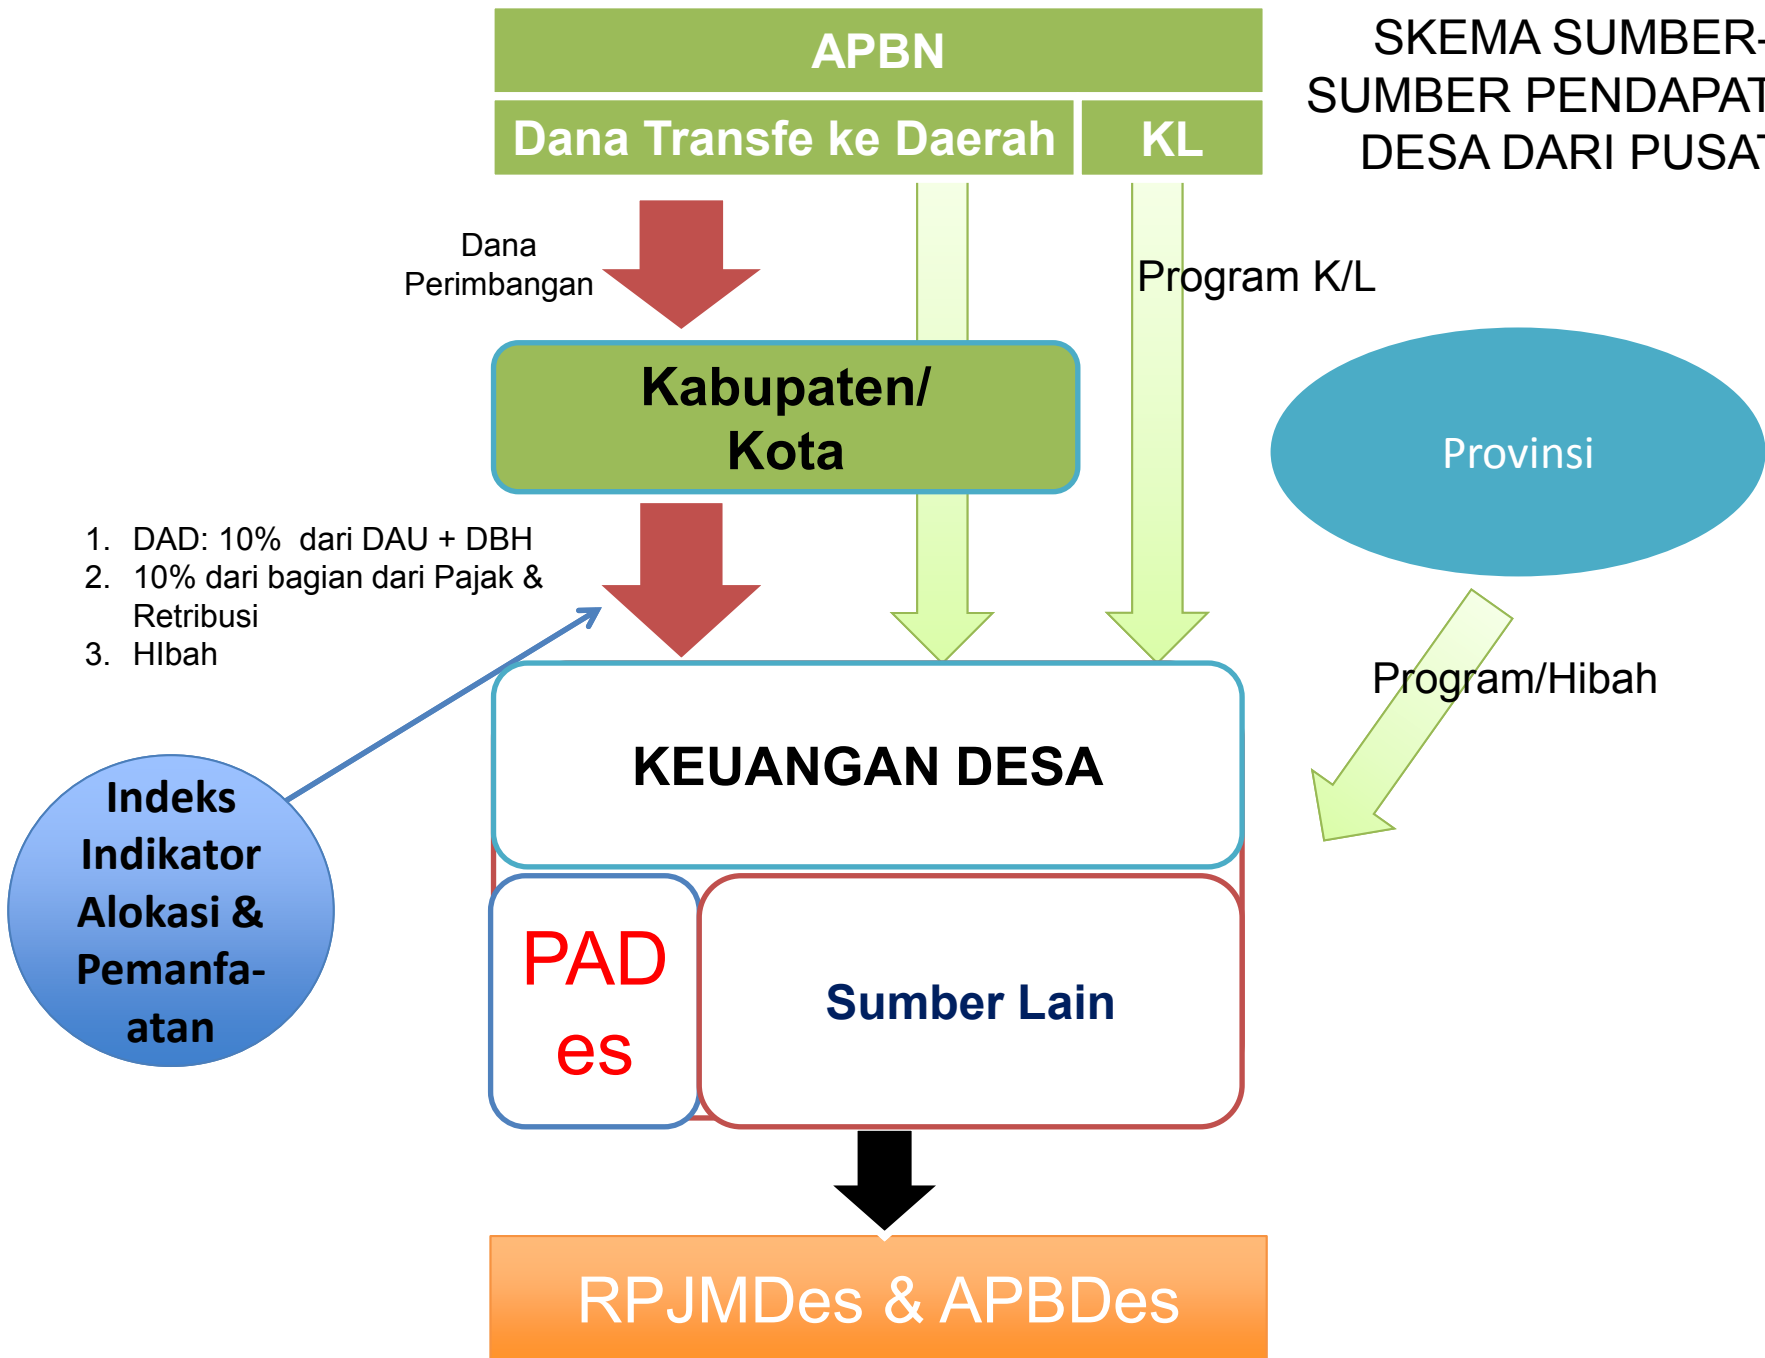 APBN
SKEMA SUMBER-
SUMBER PENDAPAT
DESA DARI PUSAT
Dana Transfe ke Daerah
KL
Dana
Perimbangan
Program K/L
Kabupaten/
Kota
Provinsi
1. DAD: 10% dari DAU + DBH
2. 10% dari bagian dari Pajak &
Retribusi
3. HIbah
Program/Hibah
KEUANGAN DESA
Indeks
Indikator
Alokasi &
Pemanfa-
atan
PAD
es
Sumber Lain
RPJMDes & APBDes